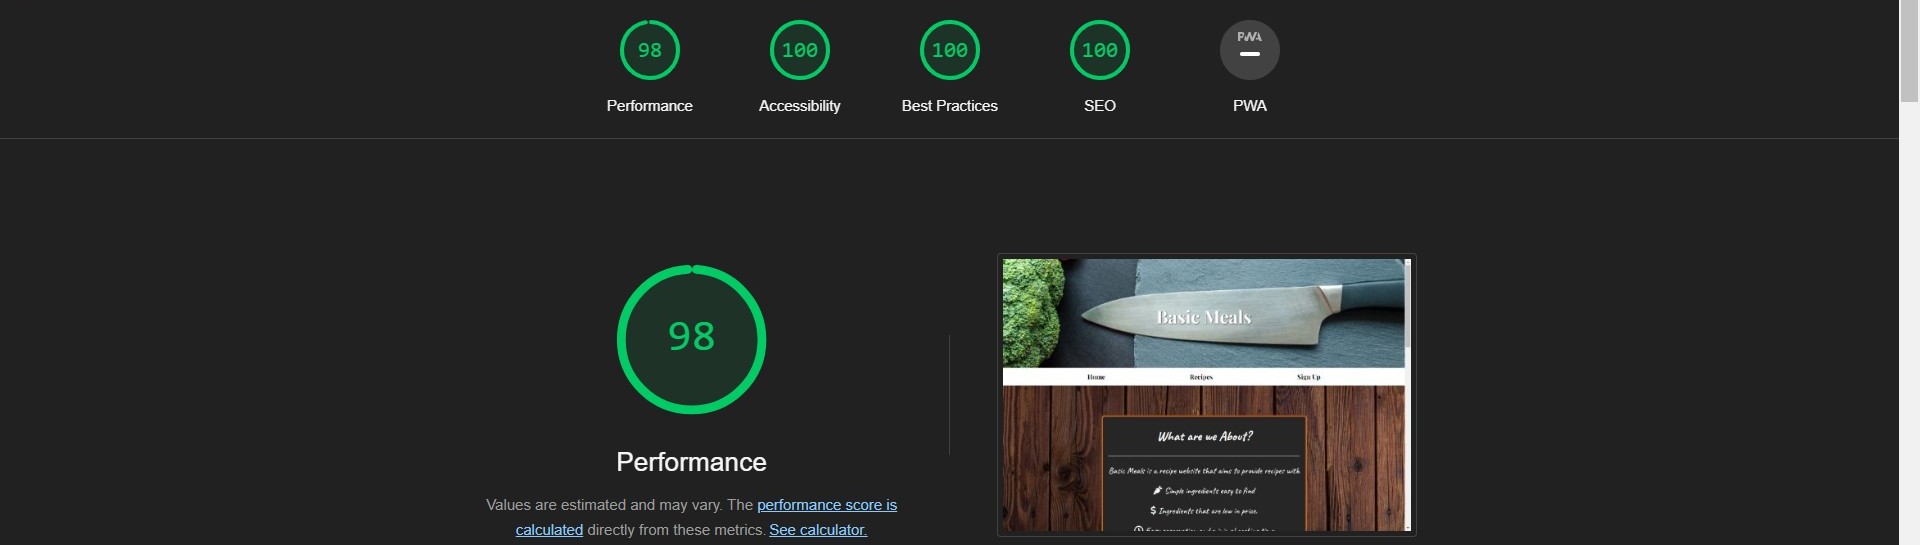 98
100
100
100
PWA
Performance
Accessibility
Best Practices
SEO
PWA
98
Performance
Values are estimated and may vary. The performance score is
calculated directly from these metrics. See calculator.
Basic Meals
Home
Recipes
Sign Up
What are we About?
Basic Meals is a recipe website that aims to provide recipes with
Simple ingredients easy to find
Ingredients that are low in price.